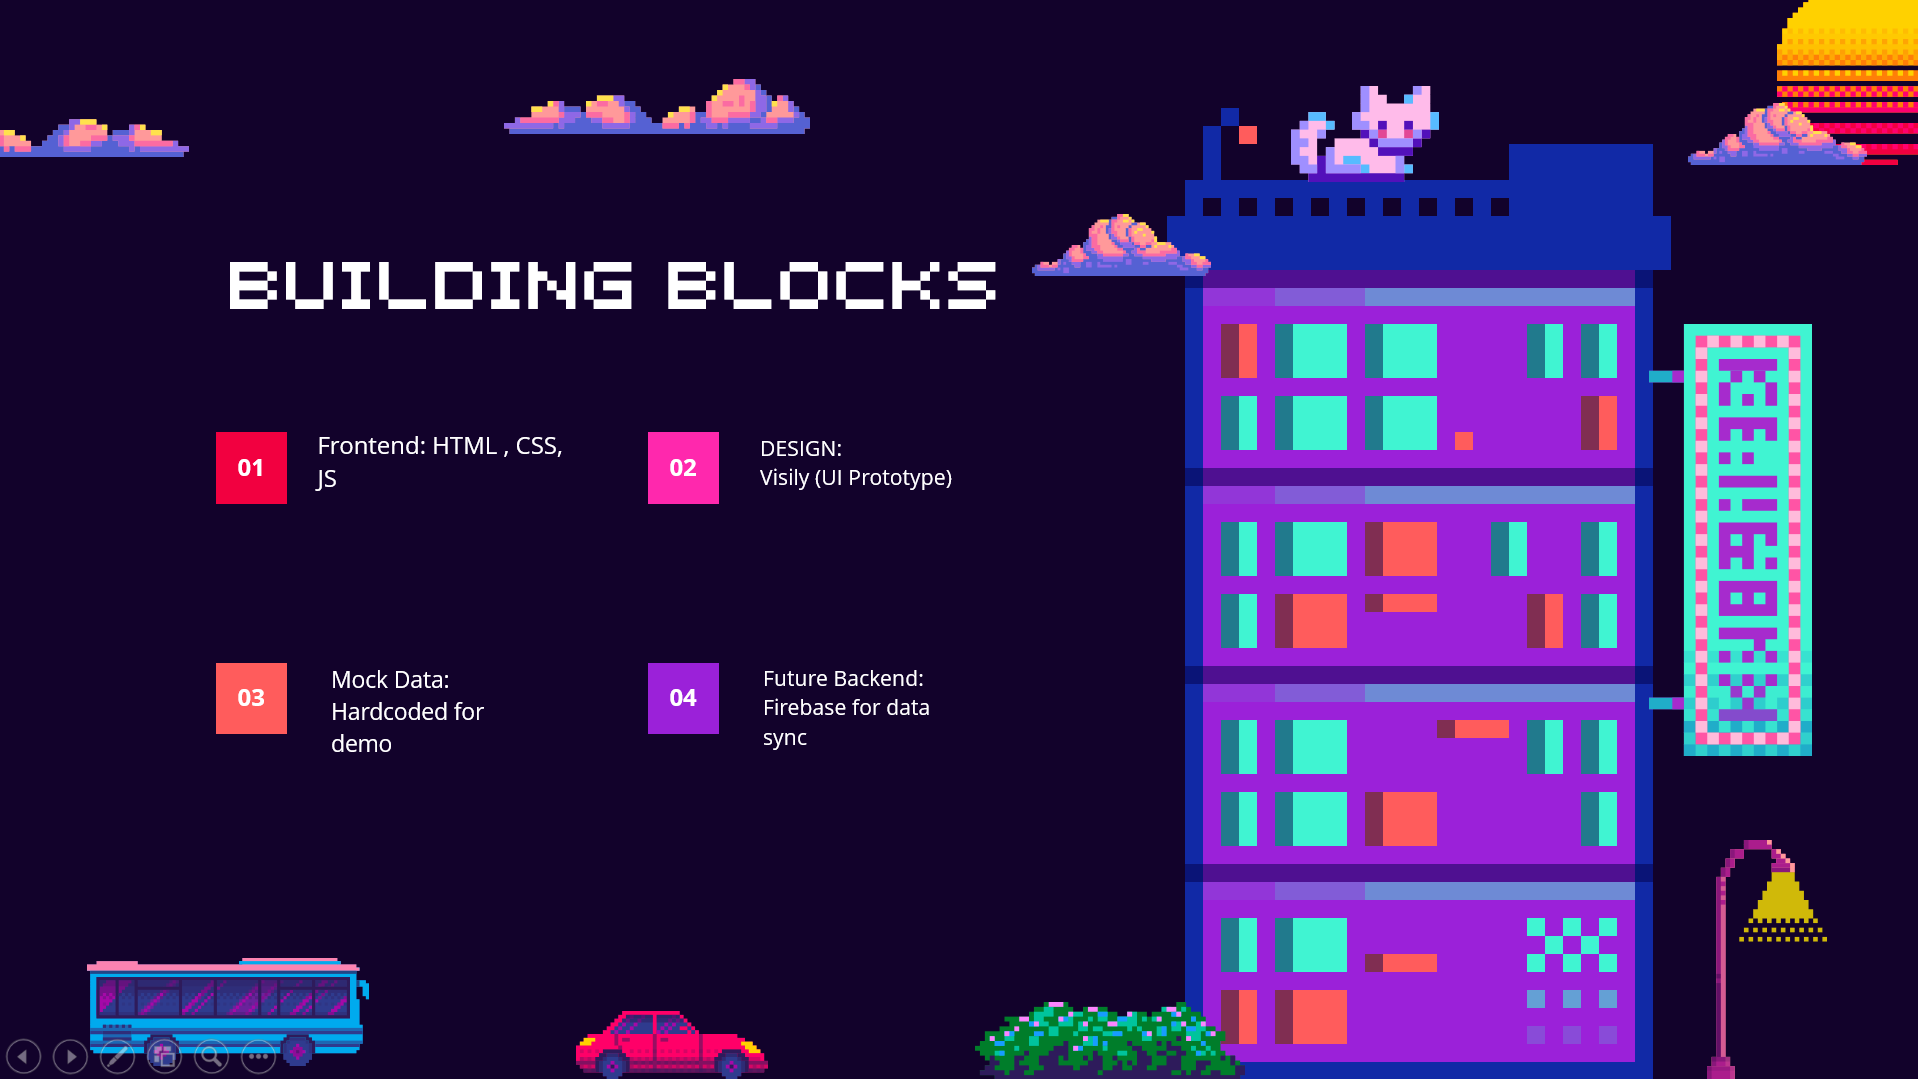 BUILDING BLOCKS
01
Frontend: HTML , CSS,
JS
02
DESIGN:
Visily (UI Prototype)
03
Mock Data:
Hardcoded for
demo
04
Future Backend:
Firebase for data
sync